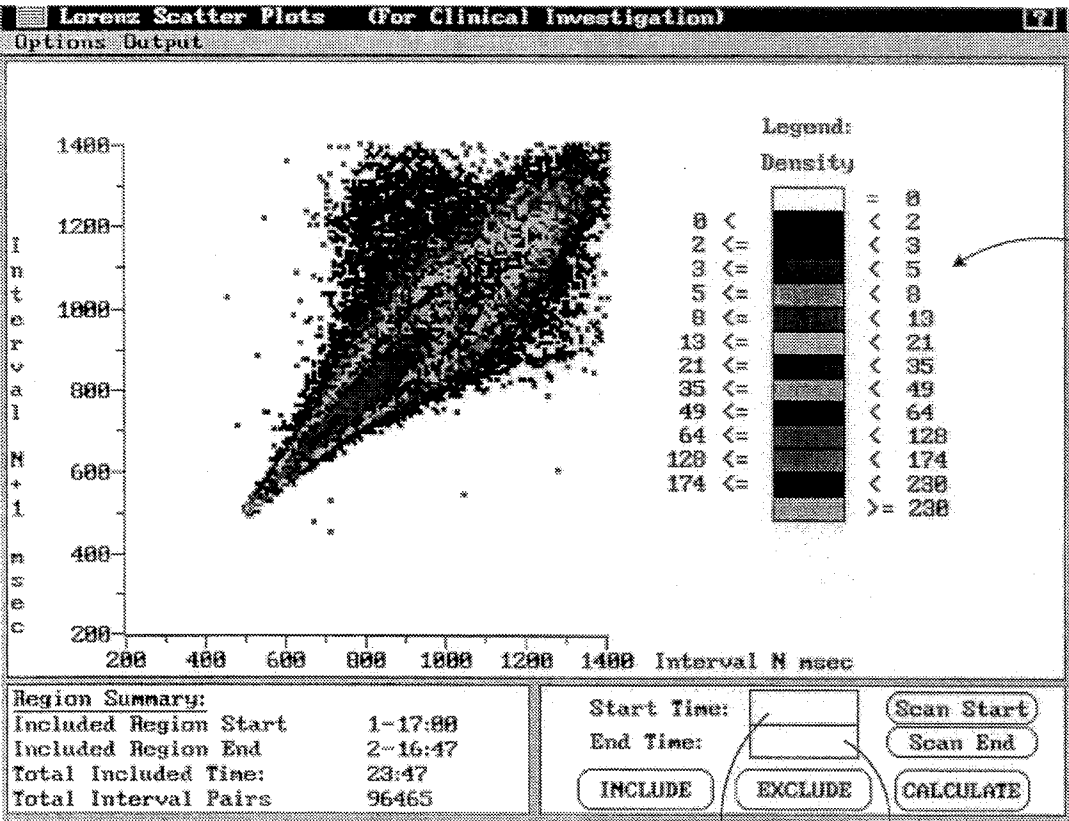 Lorenz Scatter Plots (For Clinical Investigation) ?
Options Output
Legend:
Density
= 0
0 < < 2
2 <= < 3
3 <= < 5
5 <= < 8
8 <= < 13
13 <= < 21
21 <= < 35
35 <= < 49
49 <= < 64
64 <= < 128
128 <= < 174
174 <= < 230
>= 230
Interval N+1 msec
1400
1200
1000
800
600
400
200
200 400 600 800 1000 1200 1400 Interval N msec
Region Summary:
Included Region Start 1-17:00
Included Region End 2-16:47
Total Included Time: 23:47
Total Interval Pairs 96465
Start Time: Scan Start
End Time: Scan End
INCLUDE EXCLUDE CALCULATE